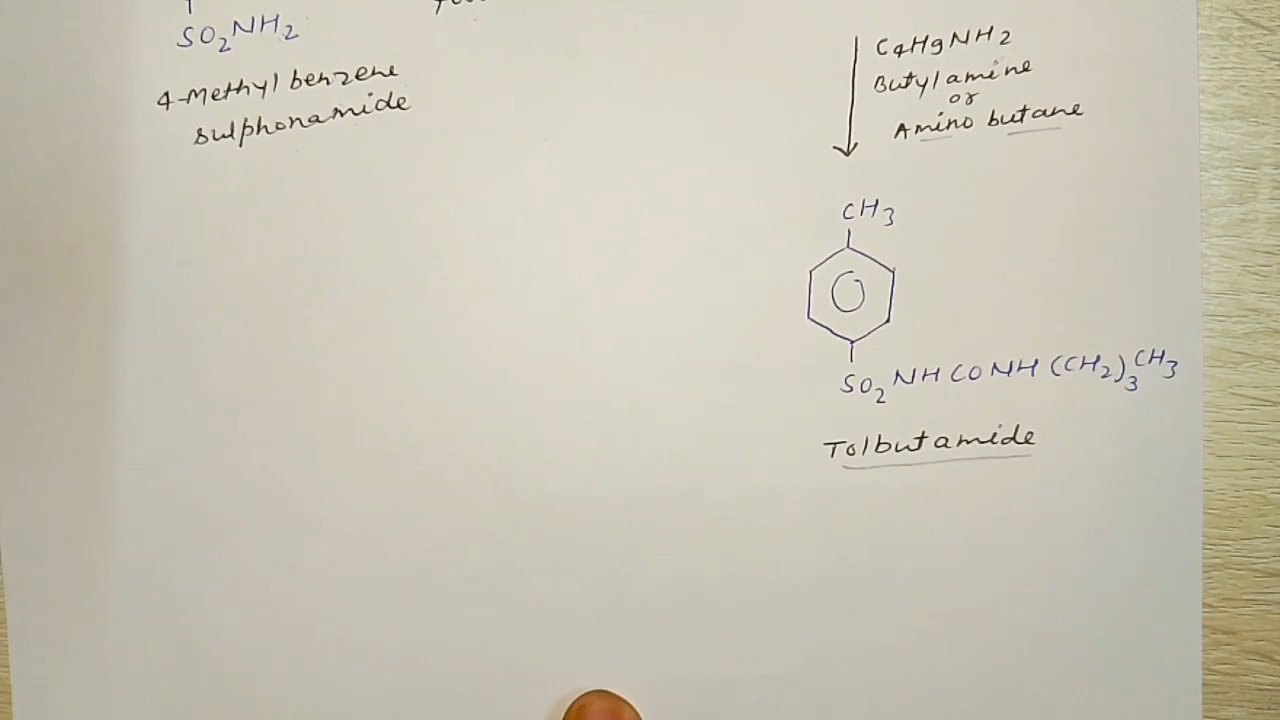 SO2NH2
4-Methyl benzene
sulphonamide
C4H9NH2
Butylamine
or
Amino butane
CH3
SO2NHCONH(CH2)3CH3
Tolbutamide